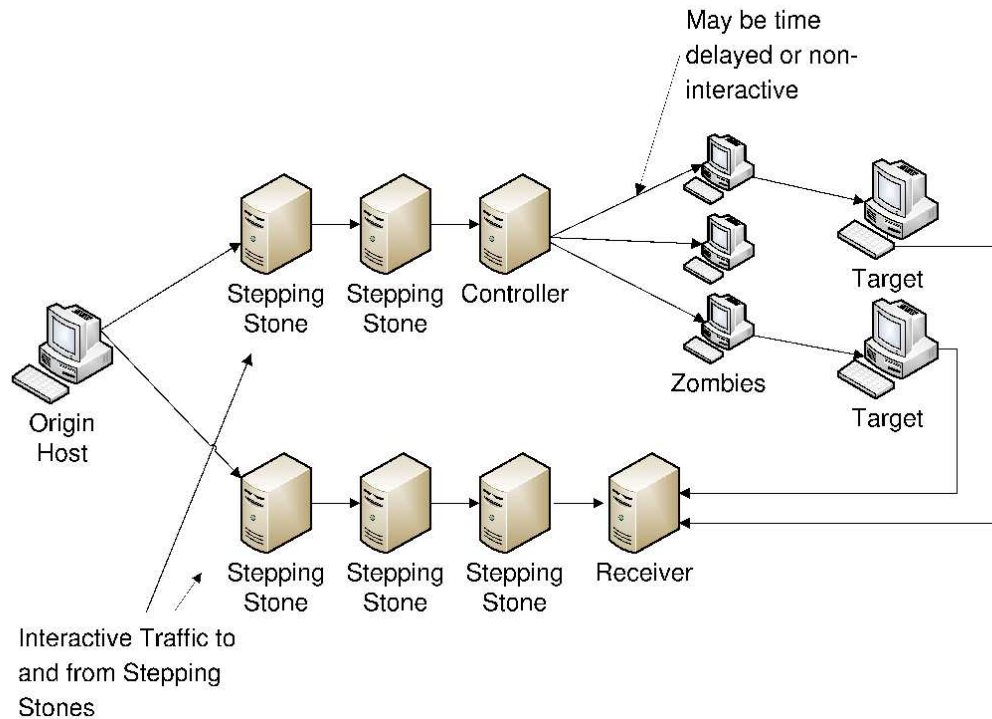 May be time
delayed or non-
interactive
Stepping
Stone
Stepping
Stone
Controller
Target
Zombies
Target
Origin
Host
Stepping
Stone
Stepping
Stone
Stepping
Stone
Receiver
Interactive Traffic to
and from Stepping
Stones